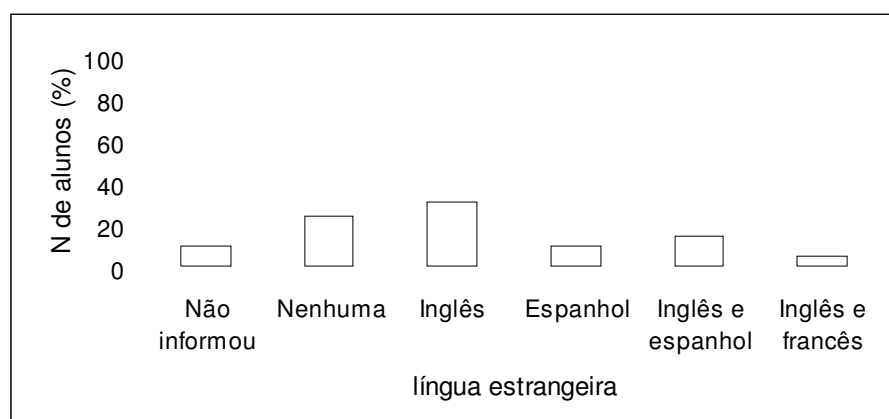 N de alunos (%)
100
80
60
40
20
0
Não informou
Nenhuma
Inglês
Espanhol
Inglês e espanhol
Inglês e francês
língua estrangeira